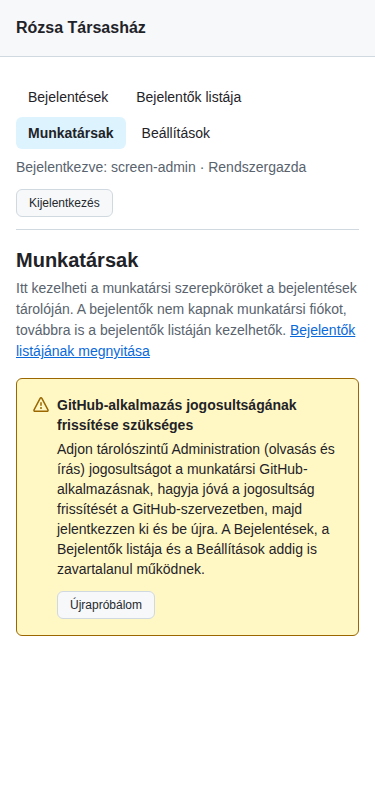 Rózsa Társasház
Bejelentések Bejelentők listája
Munkatársak Beállítások
Bejelentkezve: screen-admin · Rendszergazda
Kijelentkezés
Munkatársak
Itt kezelheti a munkatársi szerepköröket a bejelentések
tárolóján. A bejelentők nem kapnak munkatársi fiókot,
továbbra is a bejelentők listáján kezelhetők. Bejelentők
listájának megnyitása
GitHub-alkalmazás jogosultságának
frissítése szükséges
Adjon tárolószintű Administration (olvasás és
írás) jogosultságot a munkatársi GitHub-
alkalmazásnak, hagyja jóvá a jogosultság
frissítését a GitHub-szervezetben, majd
jelentkezzen ki és be újra. A Bejelentések, a
Bejelentők listája és a Beállítások addig is
zavartalanul működnek.
Újrapróbálom